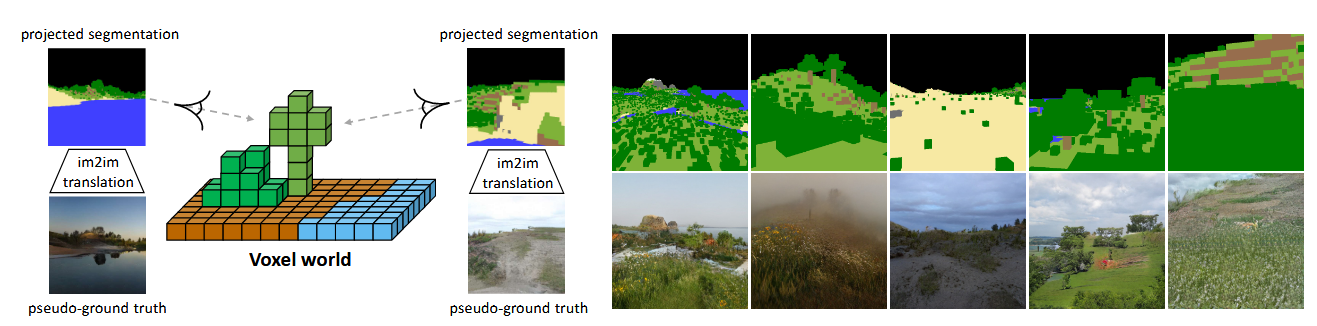 projected segmentation
im2im
translation
pseudo-ground truth
Voxel world
projected segmentation
im2im
translation
pseudo-ground truth